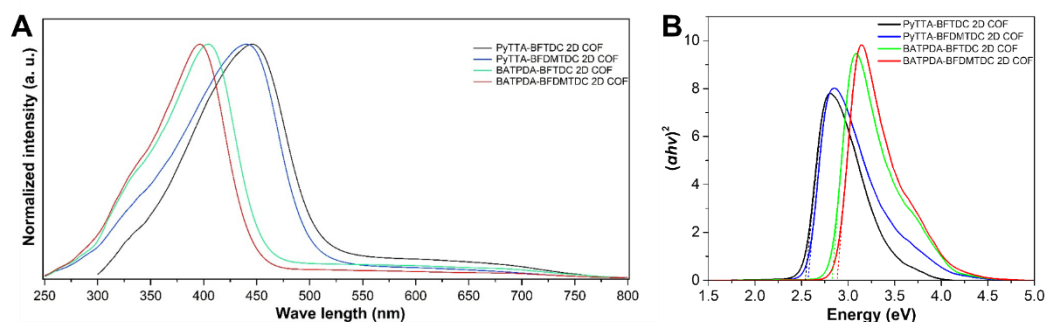 A
Normalized intensity (a. u.)
PyTTA-BFTDC 2D COF
PyTTA-BFDMTDC 2D COF
BATPDA-BFTDC 2D COF
BATPDA-BFDMTDC 2D COF
250 300 350 400 450 500 550 600 650 700 750 800
Wave length (nm)
B
(ahv)²
10
8
6
4
2
0
PyTTA-BFTDC 2D COF
PyTTA-BFDMTDC 2D COF
BATPDA-BFTDC 2D COF
BATPDA-BFDMTDC 2D COF
1.5 2.0 2.5 3.0 3.5 4.0 4.5 5.0
Energy (eV)